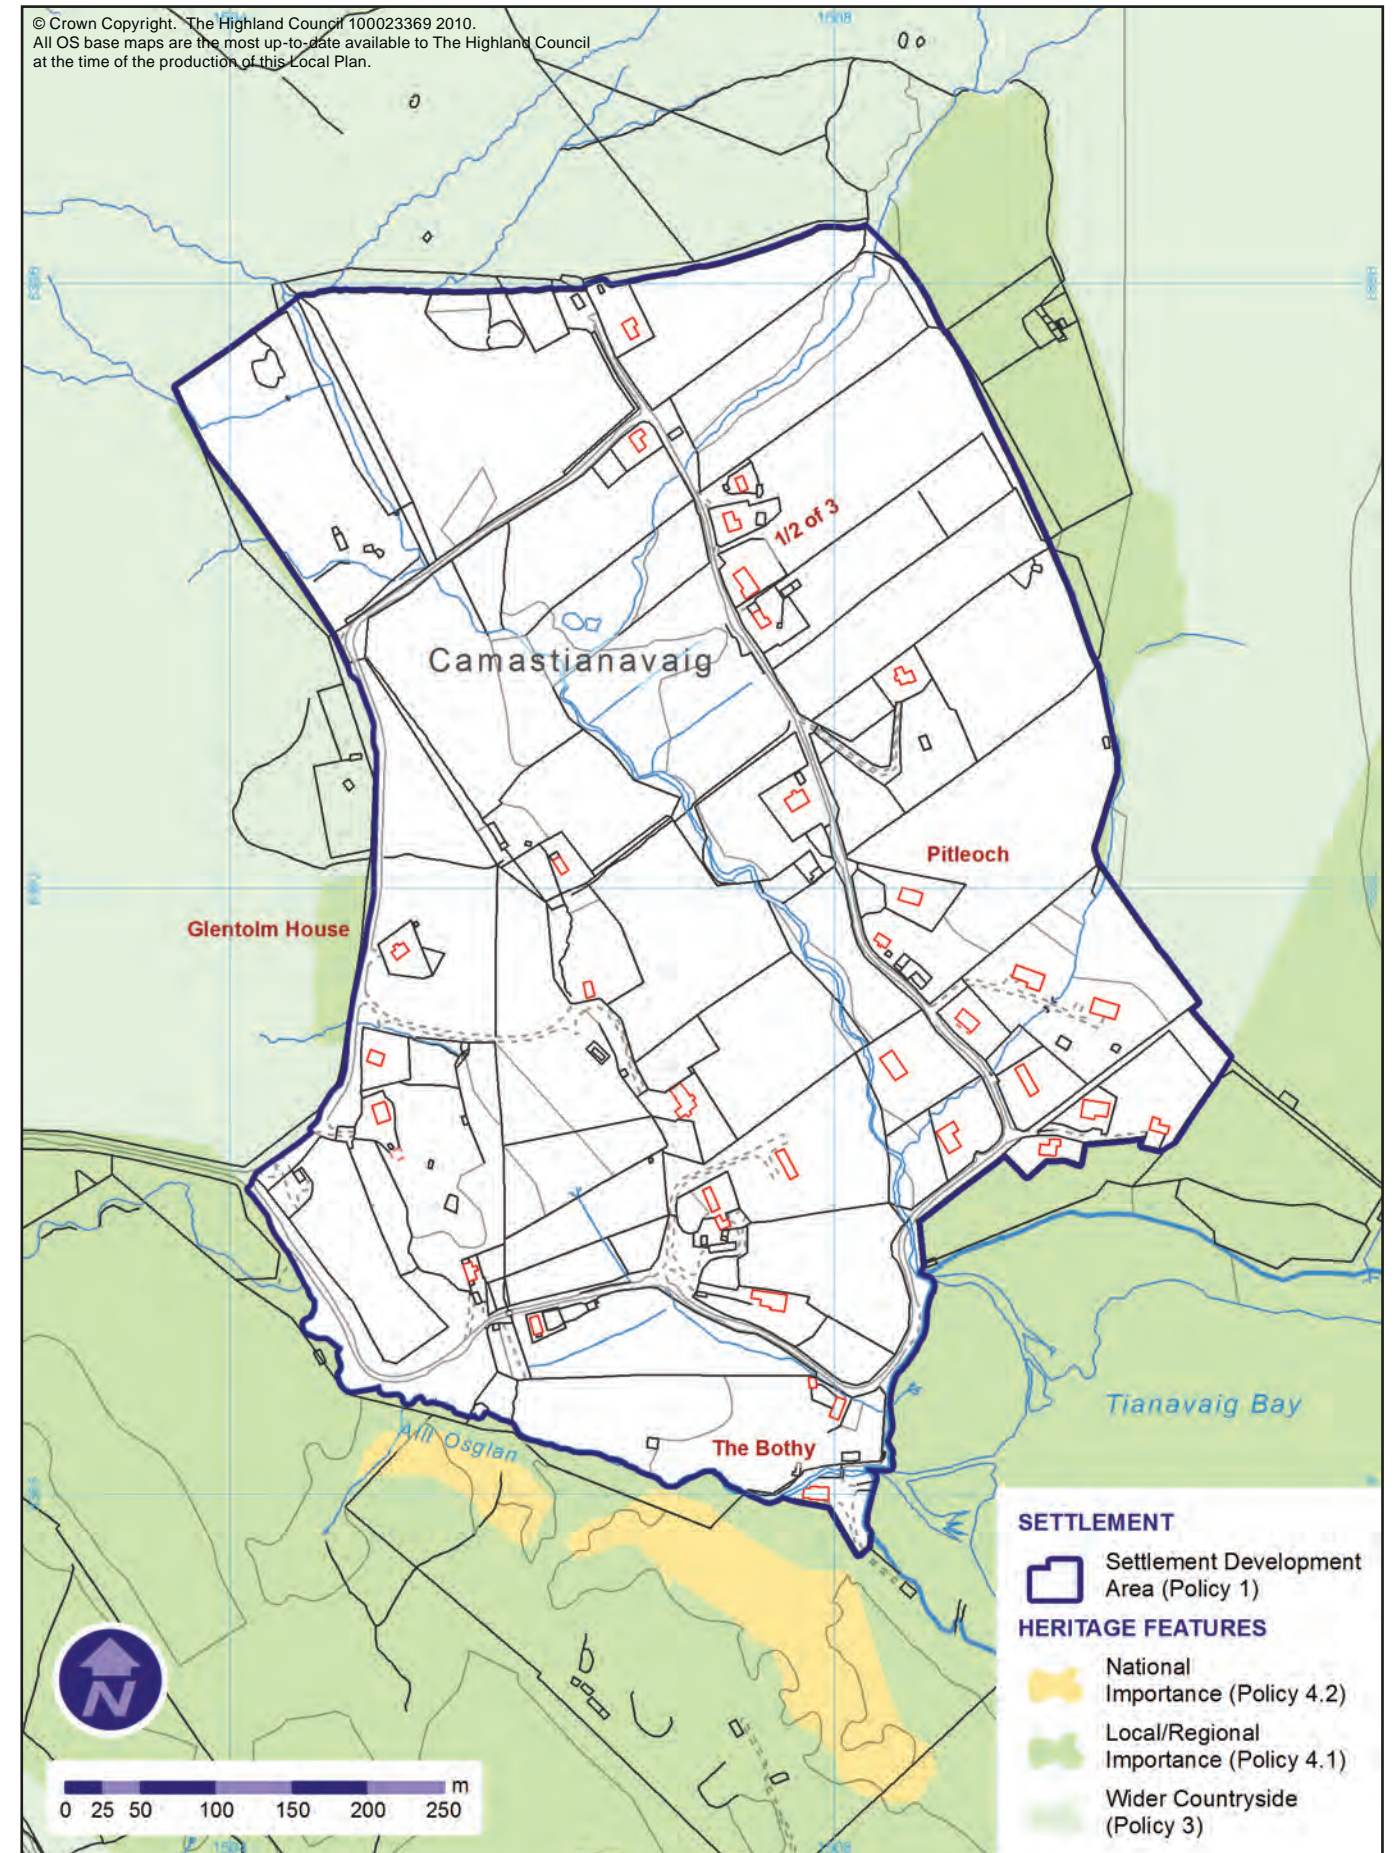 © Crown Copyright. The Highland Council 100023369 2010.
All OS base maps are the most up-to-date available to The Highland Council
at the time of the production of this Local Plan.
1508
1/2 of 3
Camastianavaig
Pitleoch
Glentolm House
Tianavaig Bay
Allt Osglan
The Bothy
SETTLEMENT
Settlement Development
Area (Policy 1)
HERITAGE FEATURES
National
Importance (Policy 4.2)
Local/Regional
Importance (Policy 4.1)
Wider Countryside
(Policy 3)
N
m
0 25 50 100 150 200 250
1504
1508